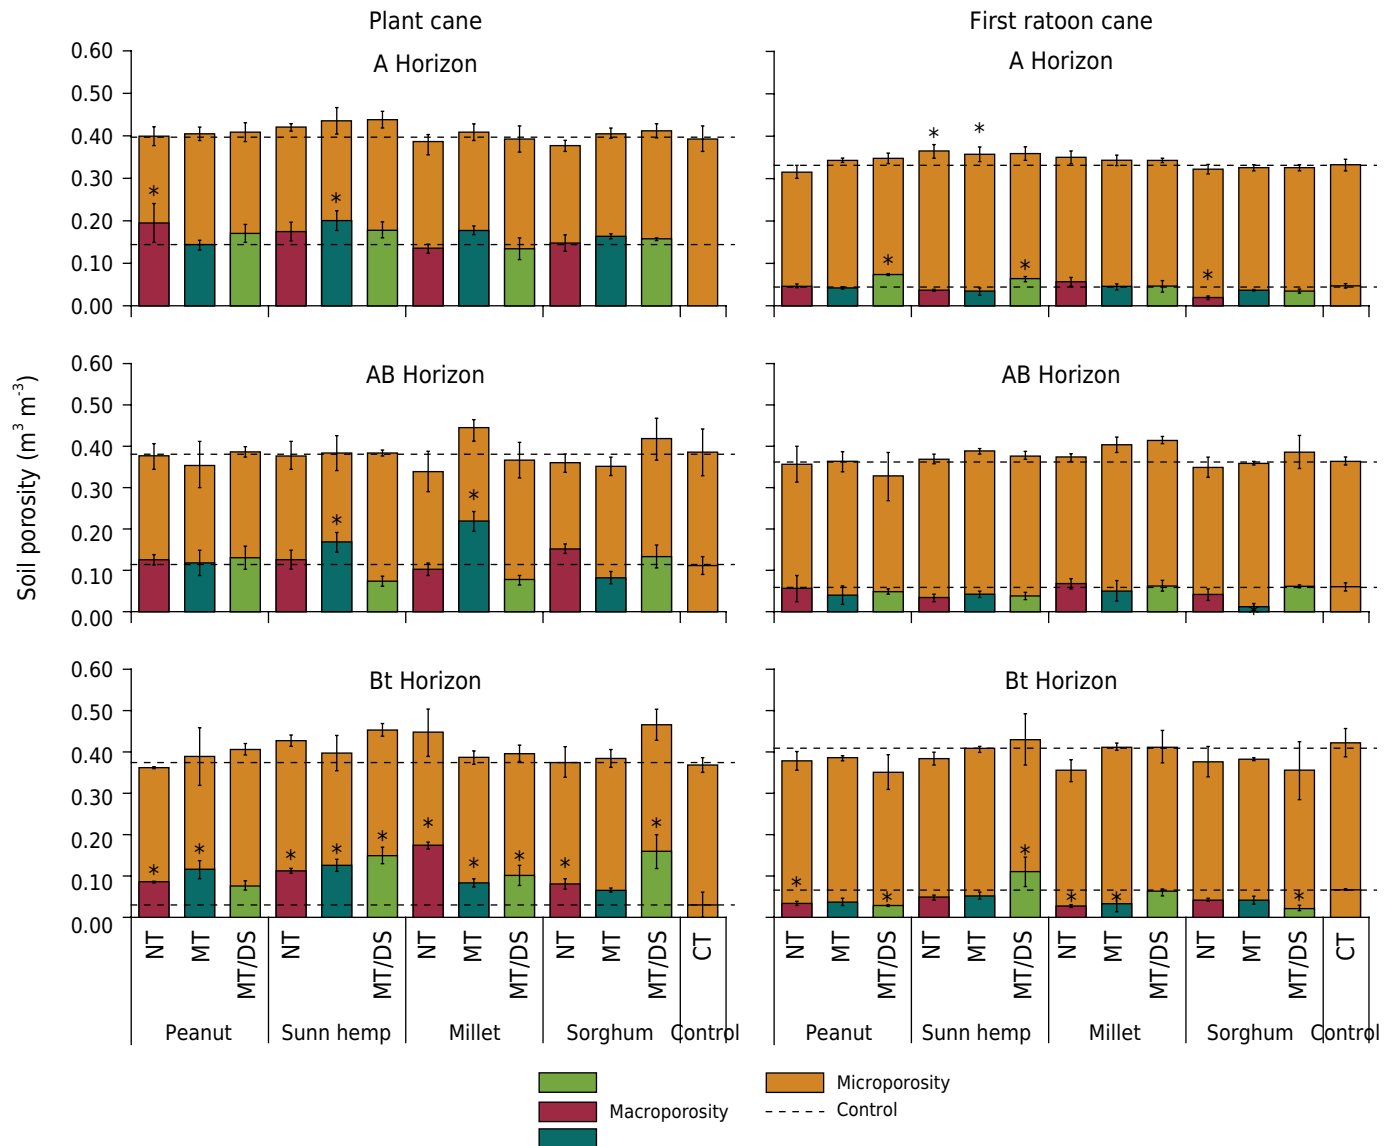 Plant cane
First ratoon cane
Soil porosity (m³ m⁻³)
A Horizon
0.60
0.50
0.40
0.30
0.20
0.10
0.00
* *
A Horizon
* * * * *
AB Horizon
0.60
0.50
0.40
0.30
0.20
0.10
0.00
* *
AB Horizon
*
Bt Horizon
0.60
0.50
0.40
0.30
0.20
0.10
0.00
* * * * * * * * * *
Bt Horizon
* * * * * *
NT MT MT/DS NT MT/DS NT MT MT/DS NT MT MT/DS CT
Peanut Sunn hemp Millet Sorghum Control
NT MT MT/DS NT MT MT/DS NT MT MT/DS NT MT MT/DS CT
Peanut Sunn hemp Millet Sorghum Control
Macroporosity
Microporosity
Control